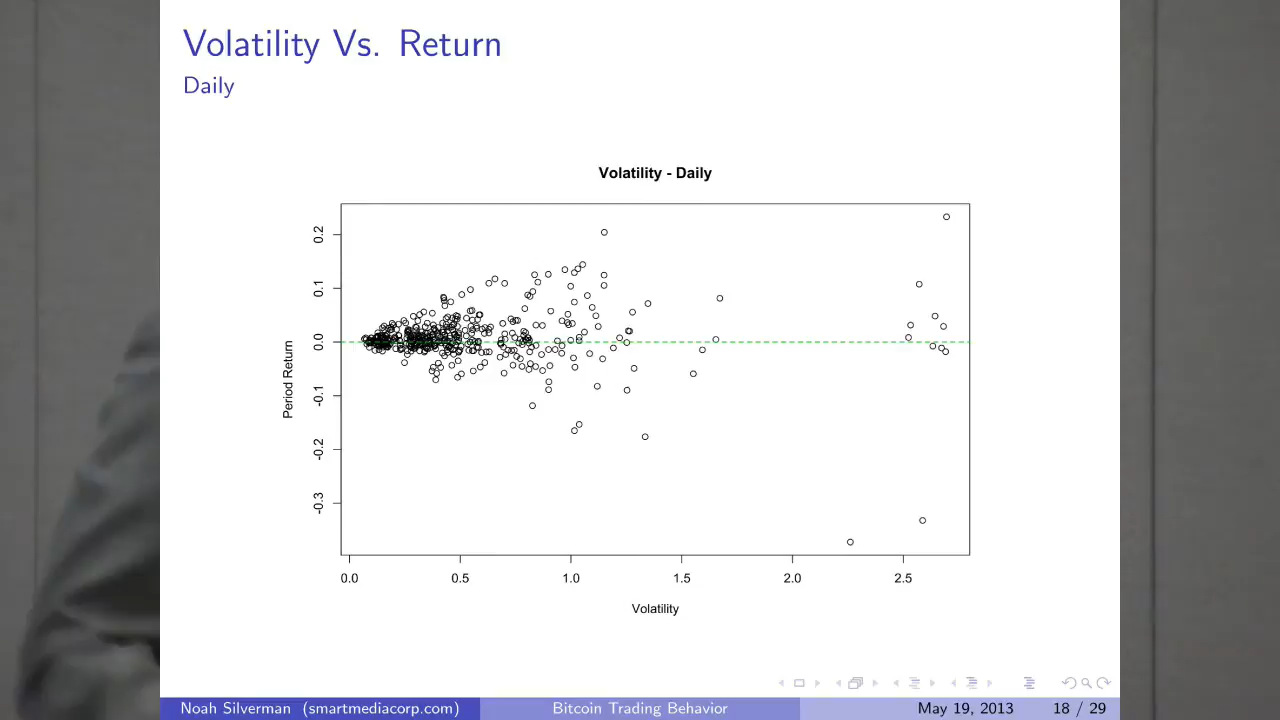 Volatility Vs. Return
Daily
Volatility - Daily
Period Return
0.2
0.1
0.0
-0.1
-0.2
-0.3
0.0 0.5 1.0 1.5 2.0 2.5
Volatility
Noah Silverman (smartmediacorp.com) Bitcoin Trading Behavior May 19, 2013 18 / 29